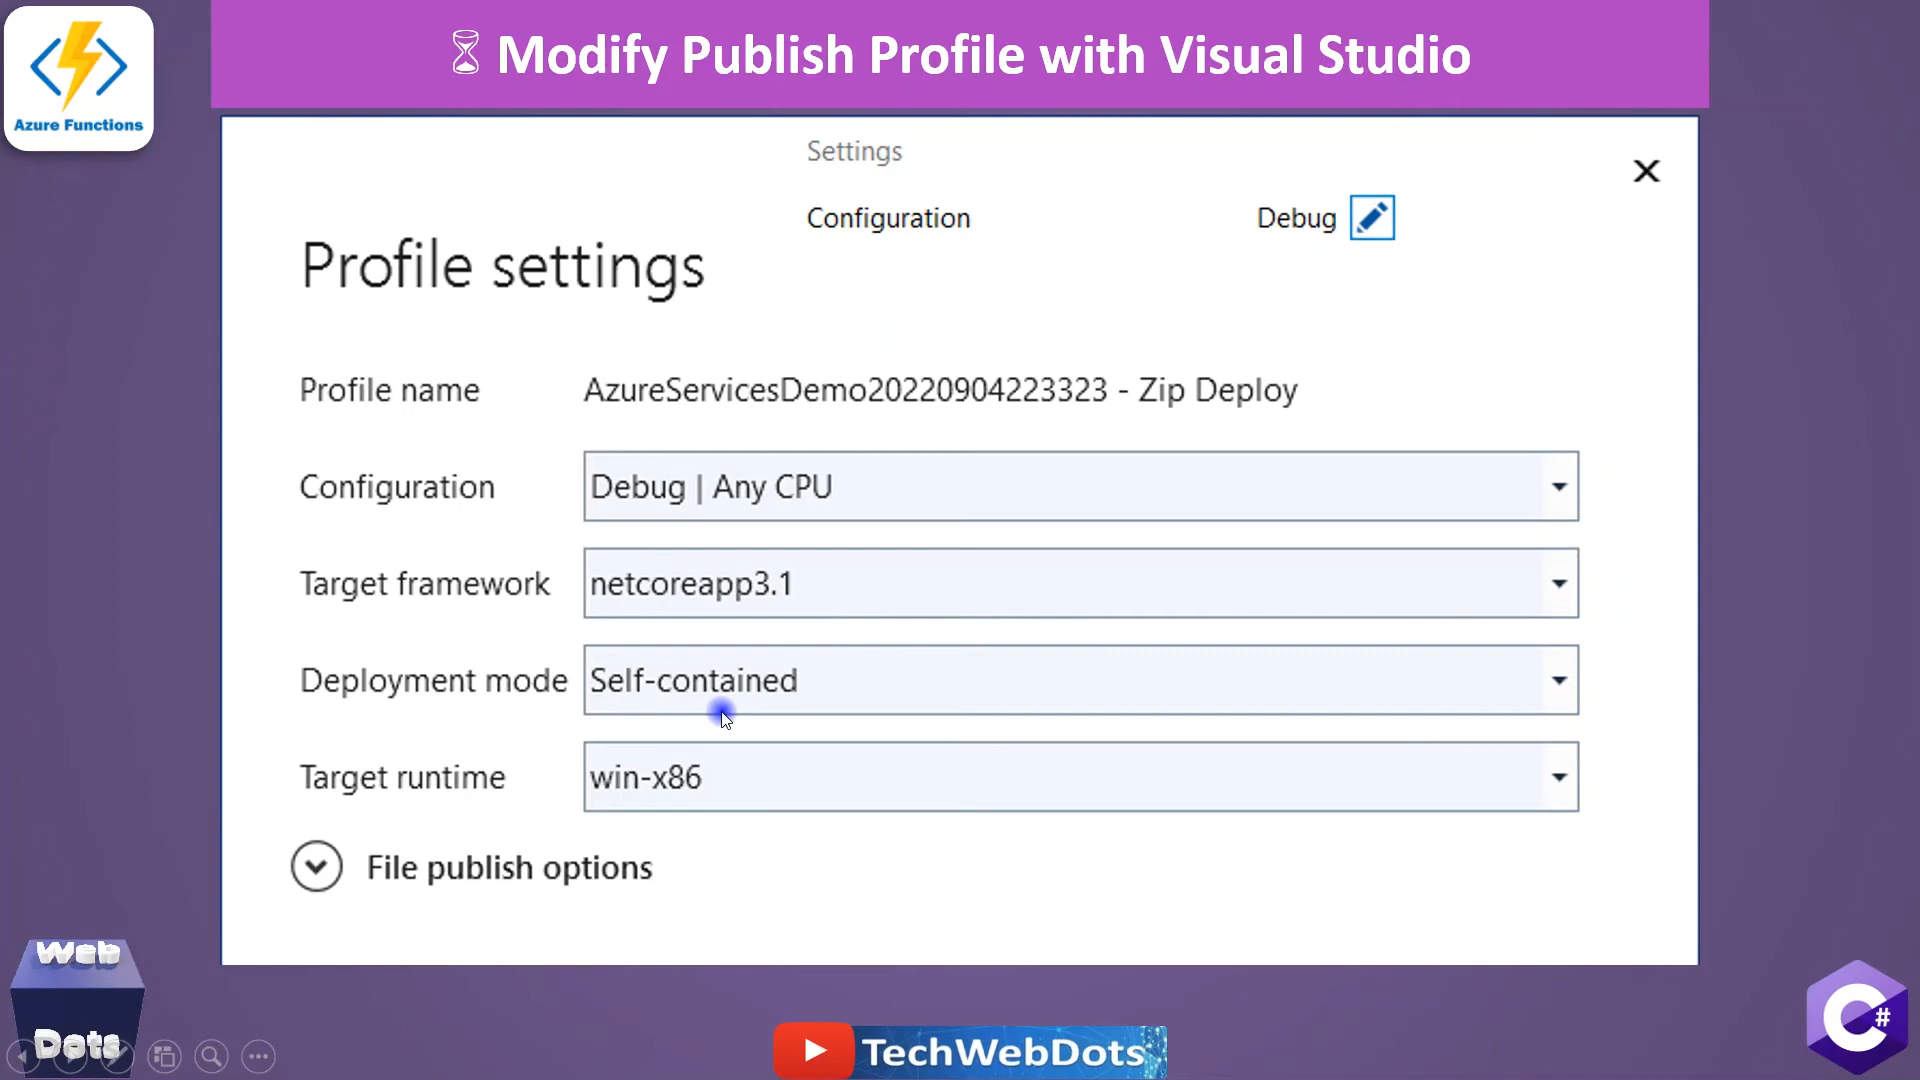 Modify Publish Profile with Visual Studio
Azure Functions
Settings
Configuration Debug
Profile settings
Profile name AzureServicesDemo20220904223323 - Zip Deploy
Configuration Debug | Any CPU
Target framework netcoreapp3.1
Deployment mode Self-contained
Target runtime win-x86
File publish options
Web
Dots
TechWebDots
C#